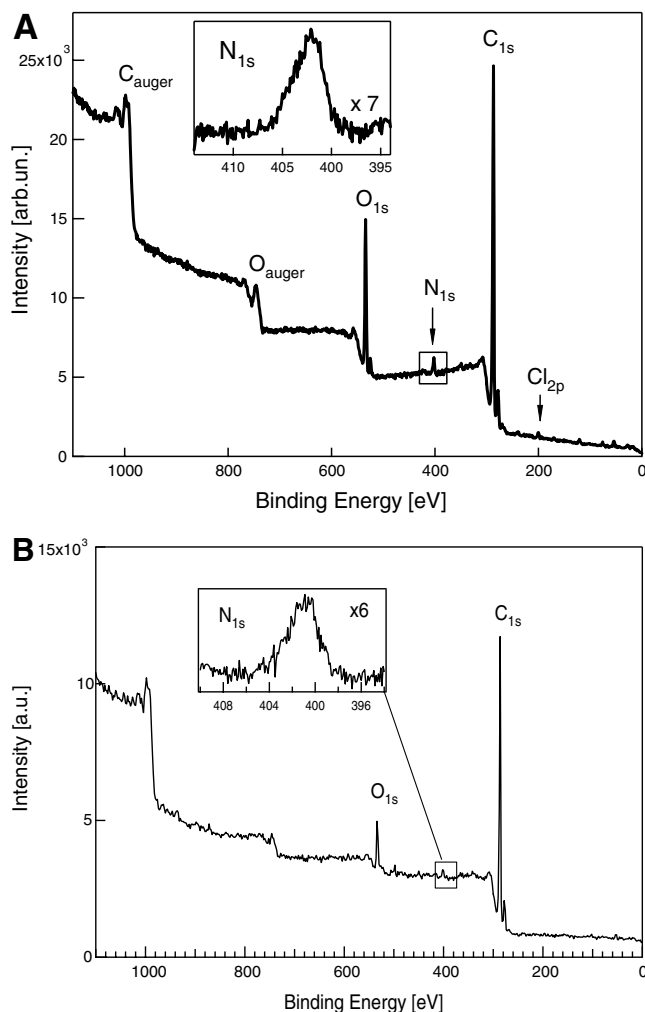 A
25x10³
20
15
10
5
0
Intensity [arb.un.]
C_auger
N_1s
x 7
410
405
400
395
C_1s
O_1s
O_auger
N_1s
Cl_2p
1000
800
600
400
200
0
Binding Energy [eV]
B
15x10³
10
5
0
Intensity [a.u.]
N_1s
x6
408
404
400
396
C_1s
O_1s
1000
800
600
400
200
0
Binding Energy [eV]